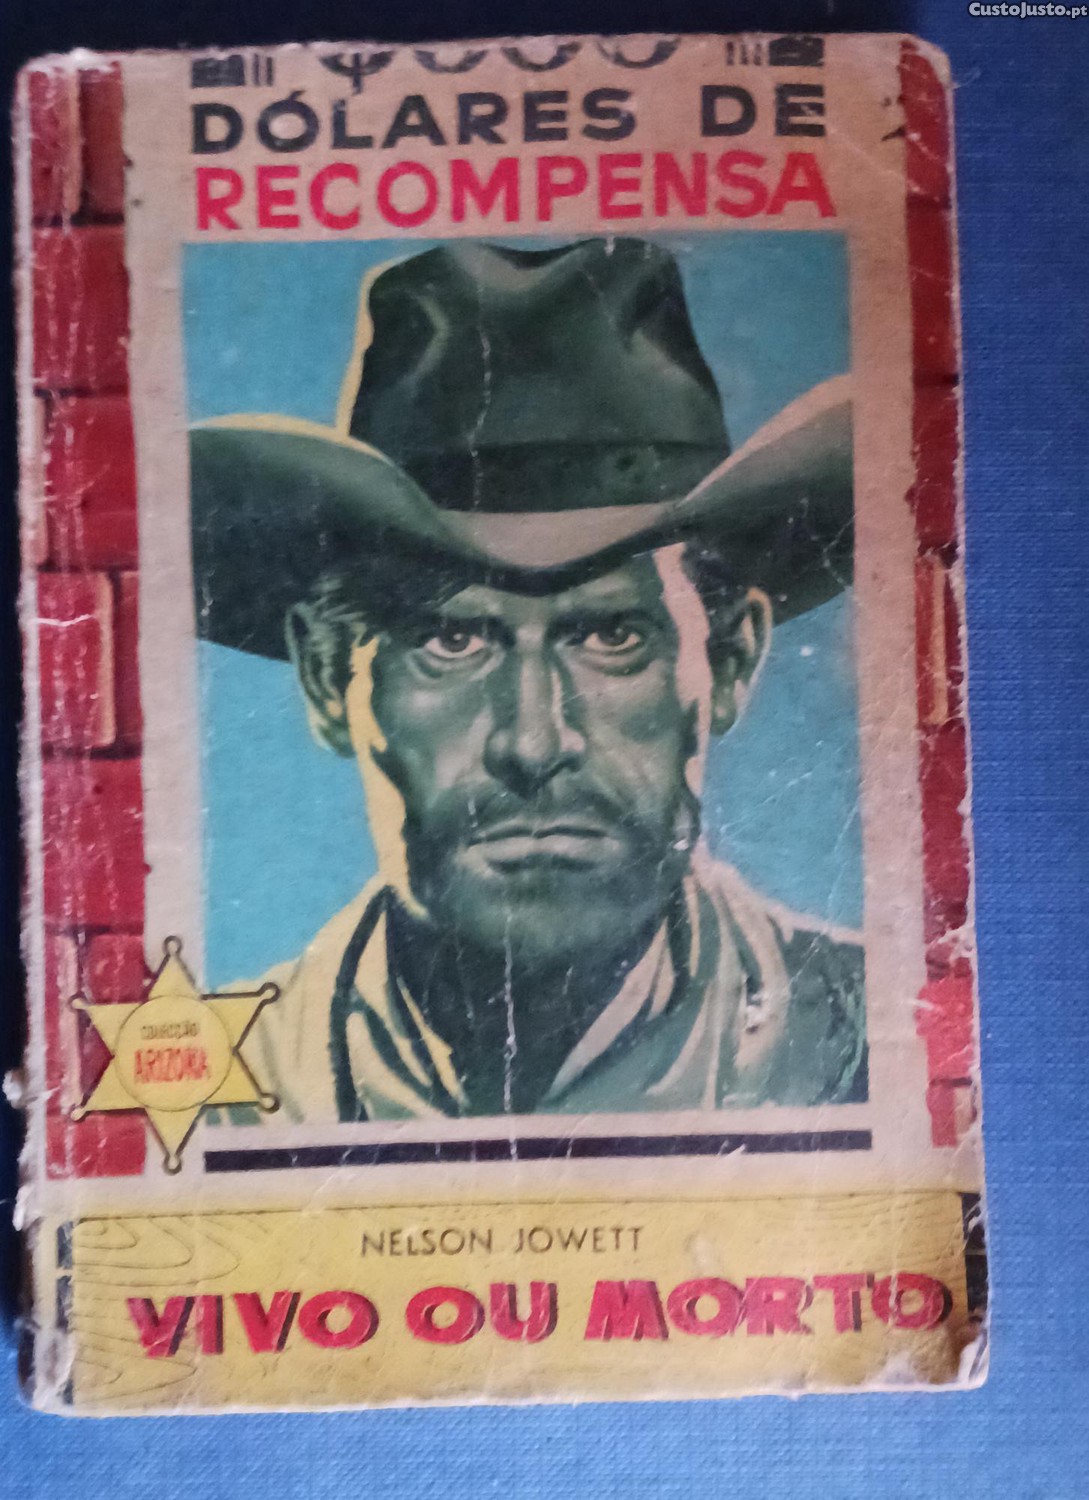 CustoJusto.pt
DÓLARES DE
RECOMPENSA
COLECÇÃO
ARIZONA
NELSON JOWETT
VIVO OU MORTO